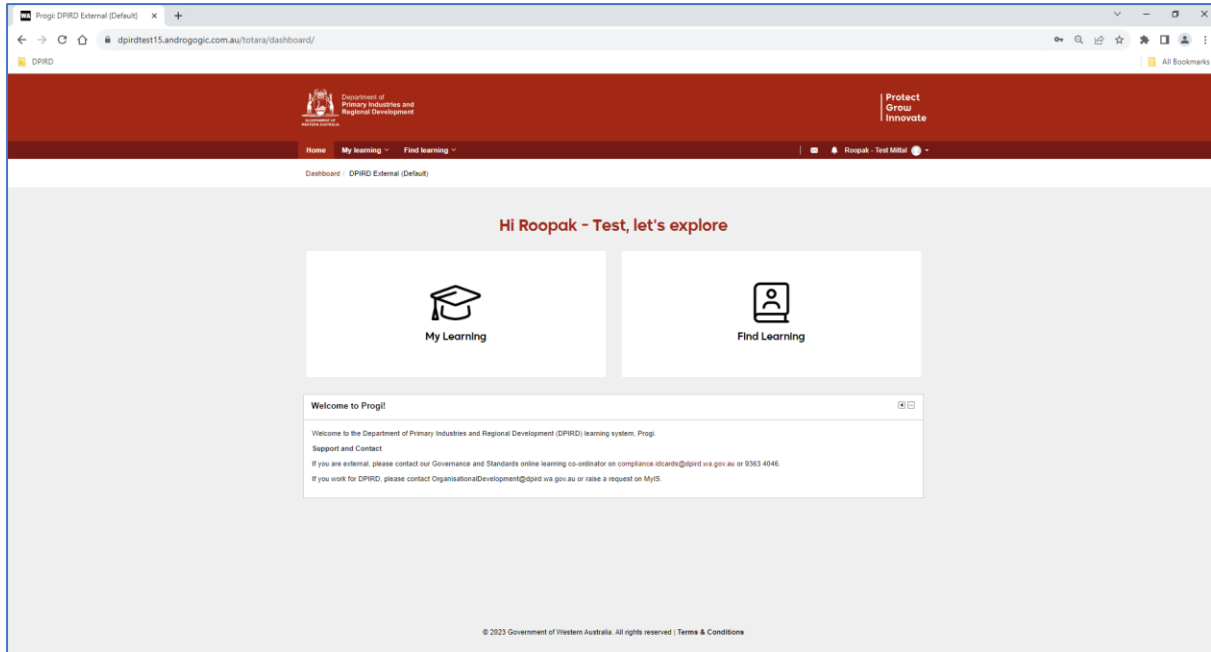 WA Progi: DPIRD External (Default)
dpirdtest15.androgogic.com.au/totara/dashboard/
DPIRD
All Bookmarks
Department of
Primary Industries and
Regional Development
GOVERNMENT OF
WESTERN AUSTRALIA
Protect
Grow
Innovate
Home My learning Find learning Roopak - Test Mittal
Dashboard / DPIRD External (Default)
Hi Roopak - Test, let's explore
My Learning
Find Learning
Welcome to Progi!
Welcome to the Department of Primary Industries and Regional Development (DPIRD) learning system, Progi.
Support and Contact
If you are external, please contact our Governance and Standards online learning co-ordinator on compliance.idcards@dpird.wa.gov.au or 9363 4046.
If you work for DPIRD, please contact OrganisationalDevelopment@dpird.wa.gov.au or raise a request on MyIS.
© 2023 Government of Western Australia. All rights reserved | Terms & Conditions